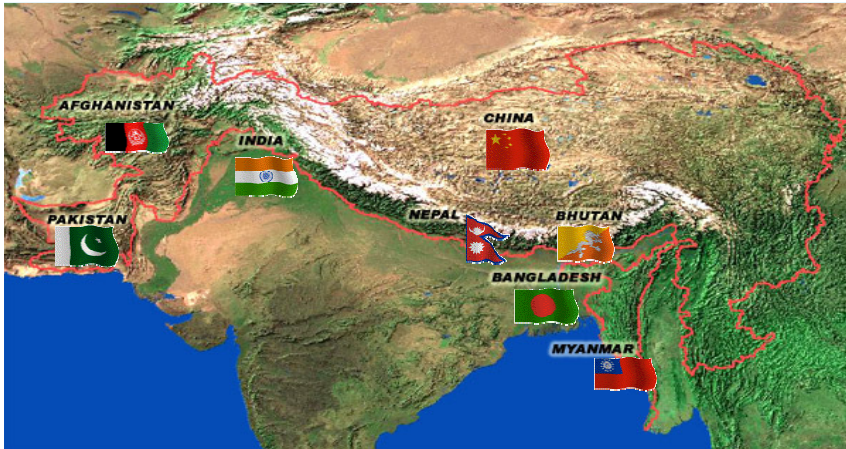 AFGHANISTAN
CHINA
INDIA
NEPAL
BHUTAN
PAKISTAN
BANGLADESH
MYANMAR